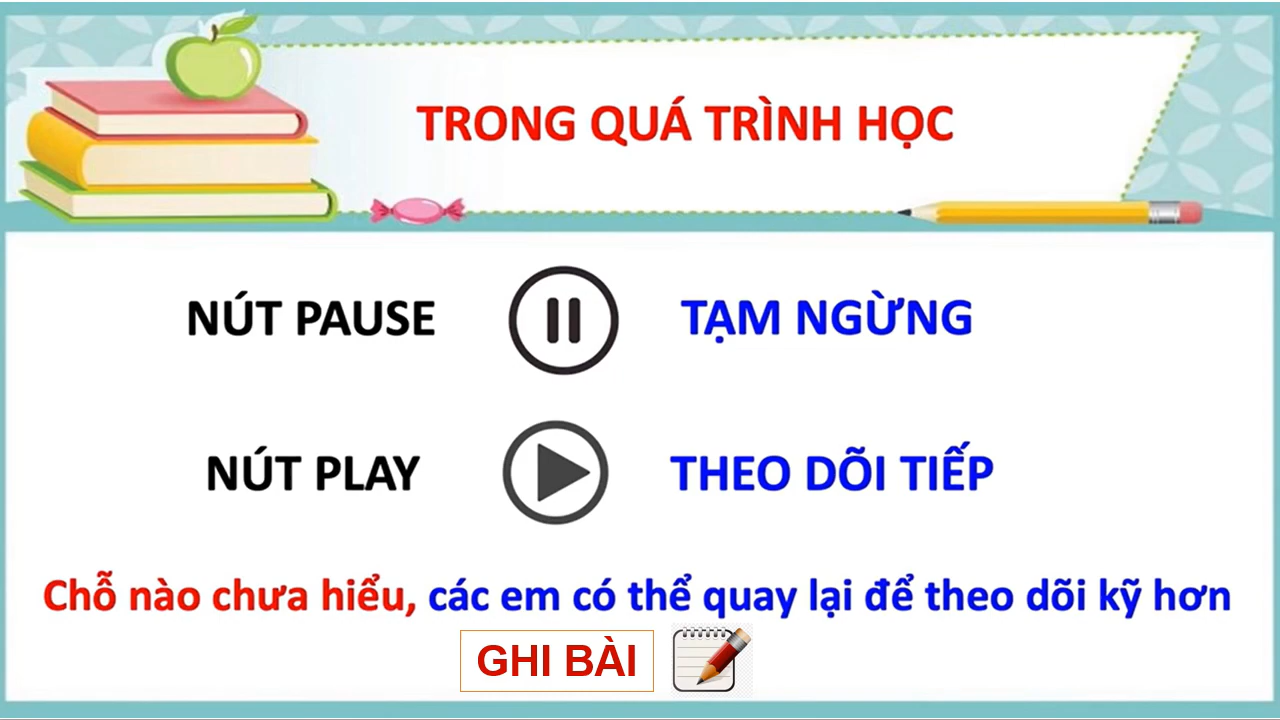 TRONG QUÁ TRÌNH HỌC
NÚT PAUSE TẠM NGỪNG
NÚT PLAY THEO DÕI TIẾP
Chỗ nào chưa hiểu, các em có thể quay lại để theo dõi kỹ hơn
GHI BÀI